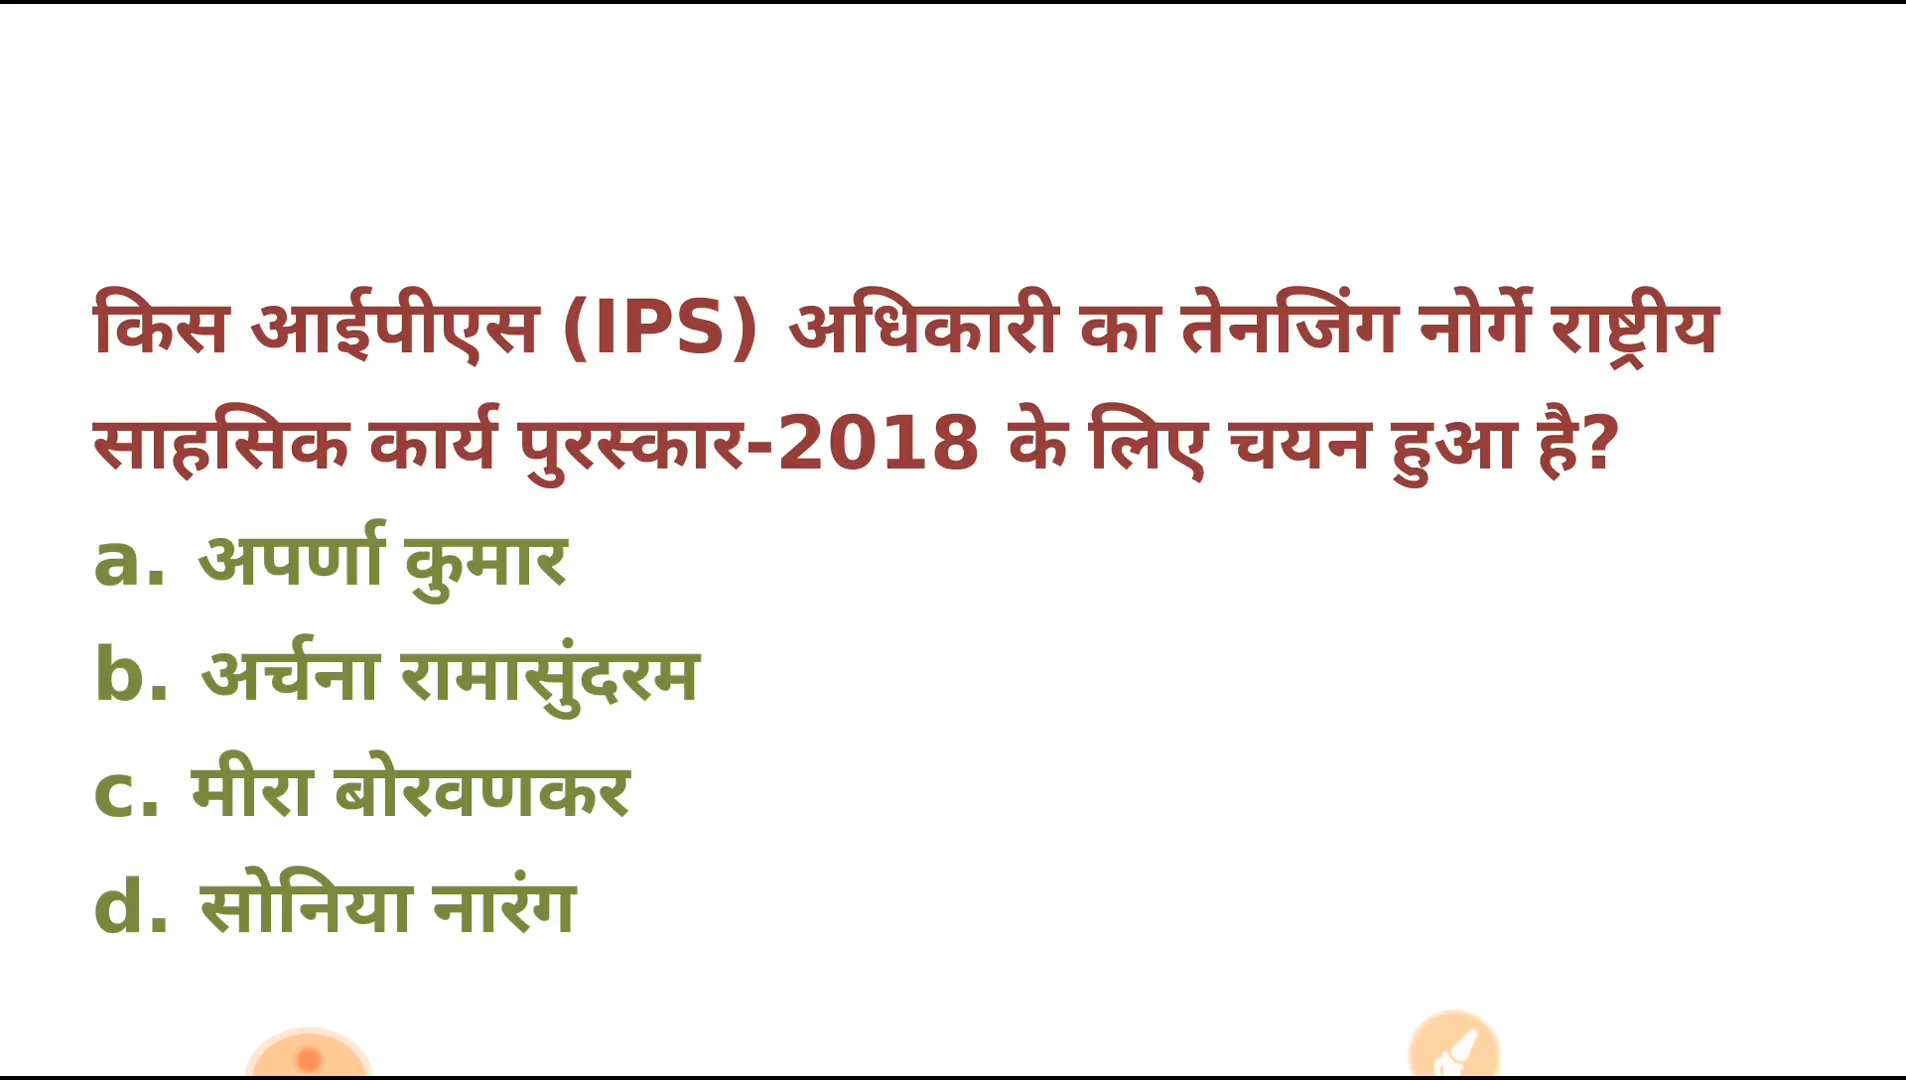 किस आईपीएस (IPS) अधिकारी का तेनजिंग नोर्गे राष्ट्रीय
साहसिक कार्य पुरस्कार-2018 के लिए चयन हुआ है?
a. अपर्णा कुमार
b. अर्चना रामासुंदरम
c. मीरा बोरवणकर
d. सोनिया नारंग